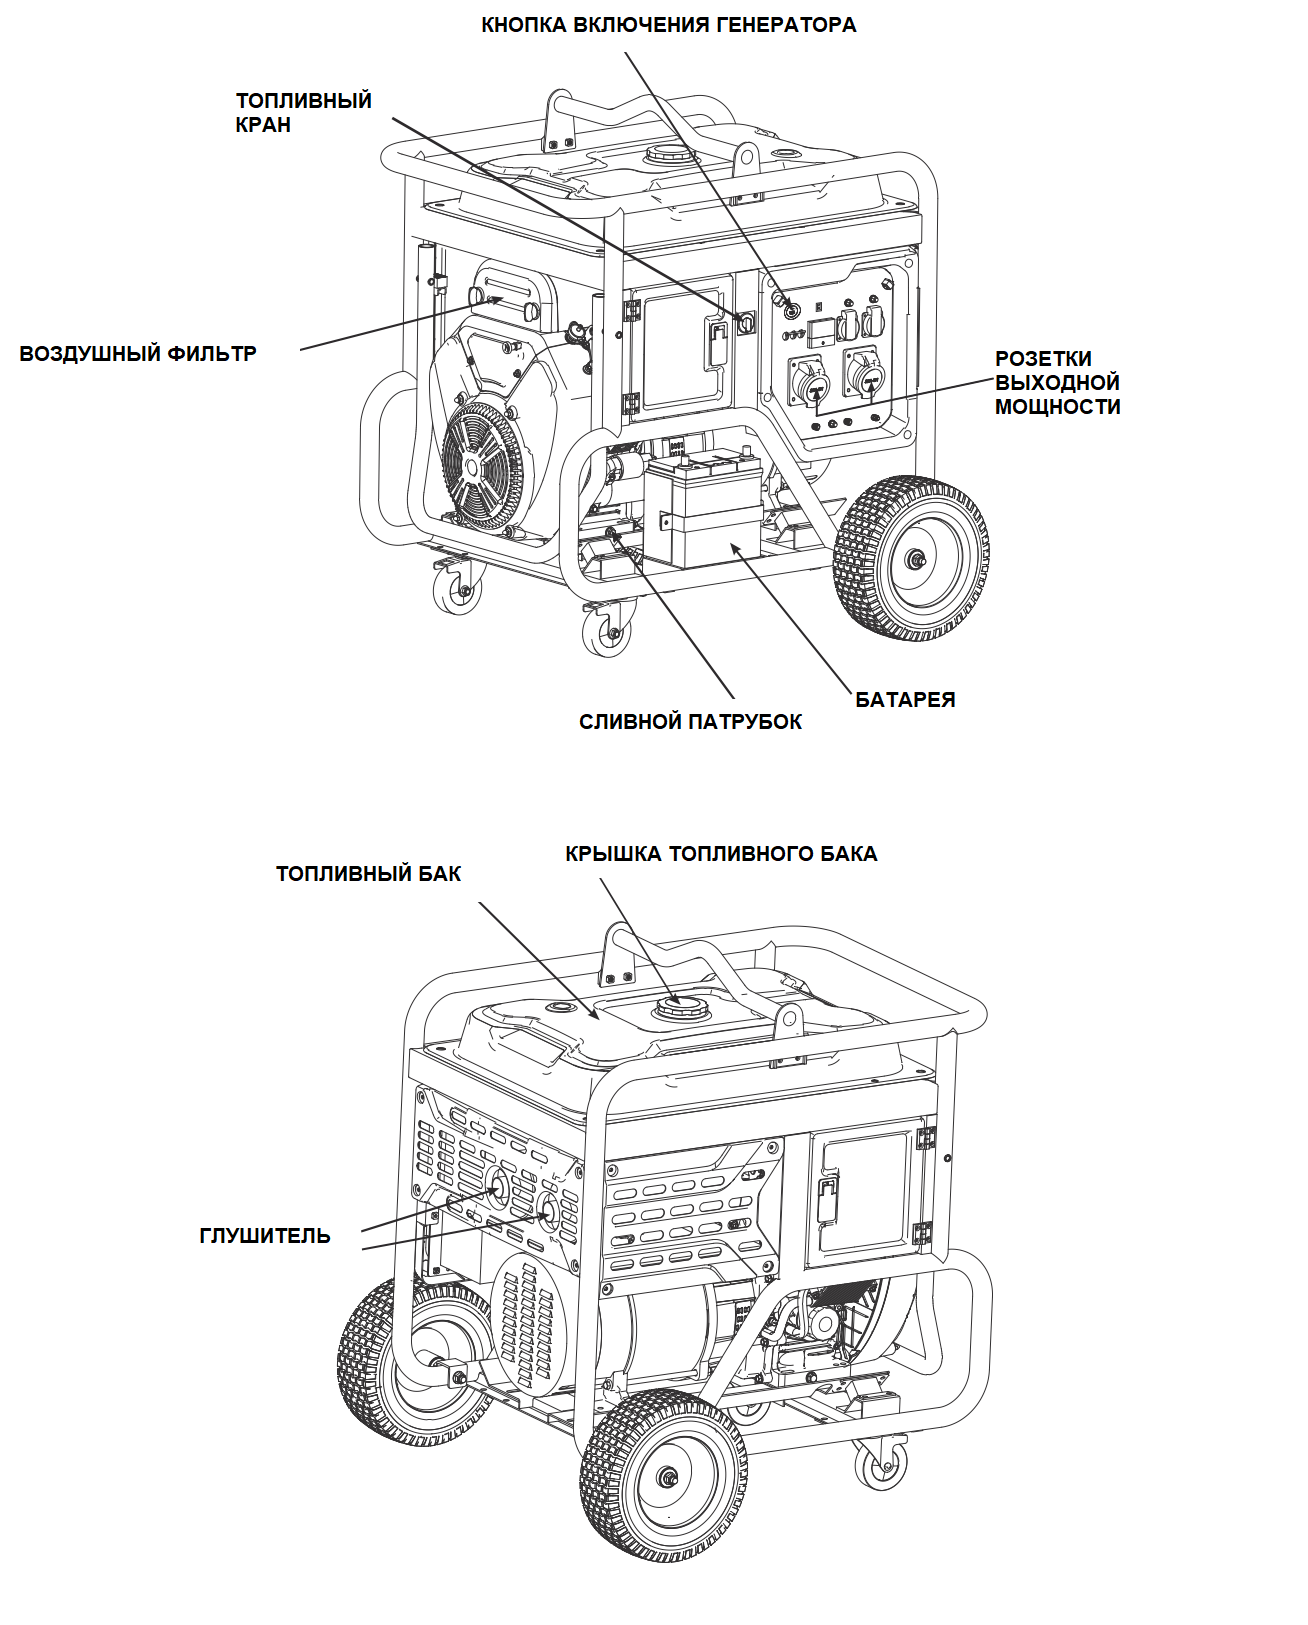 КНОПКА ВКЛЮЧЕНИЯ ГЕНЕРАТОРА
ТОПЛИВНЫЙ
КРАН
ВОЗДУШНЫЙ ФИЛЬТР
РОЗЕТКИ
ВЫХОДНОЙ
МОЩНОСТИ
БАТАРЕЯ
СЛИВНОЙ ПАТРУБОК
КРЫШКА ТОПЛИВНОГО БАКА
ТОПЛИВНЫЙ БАК
ГЛУШИТЕЛЬ